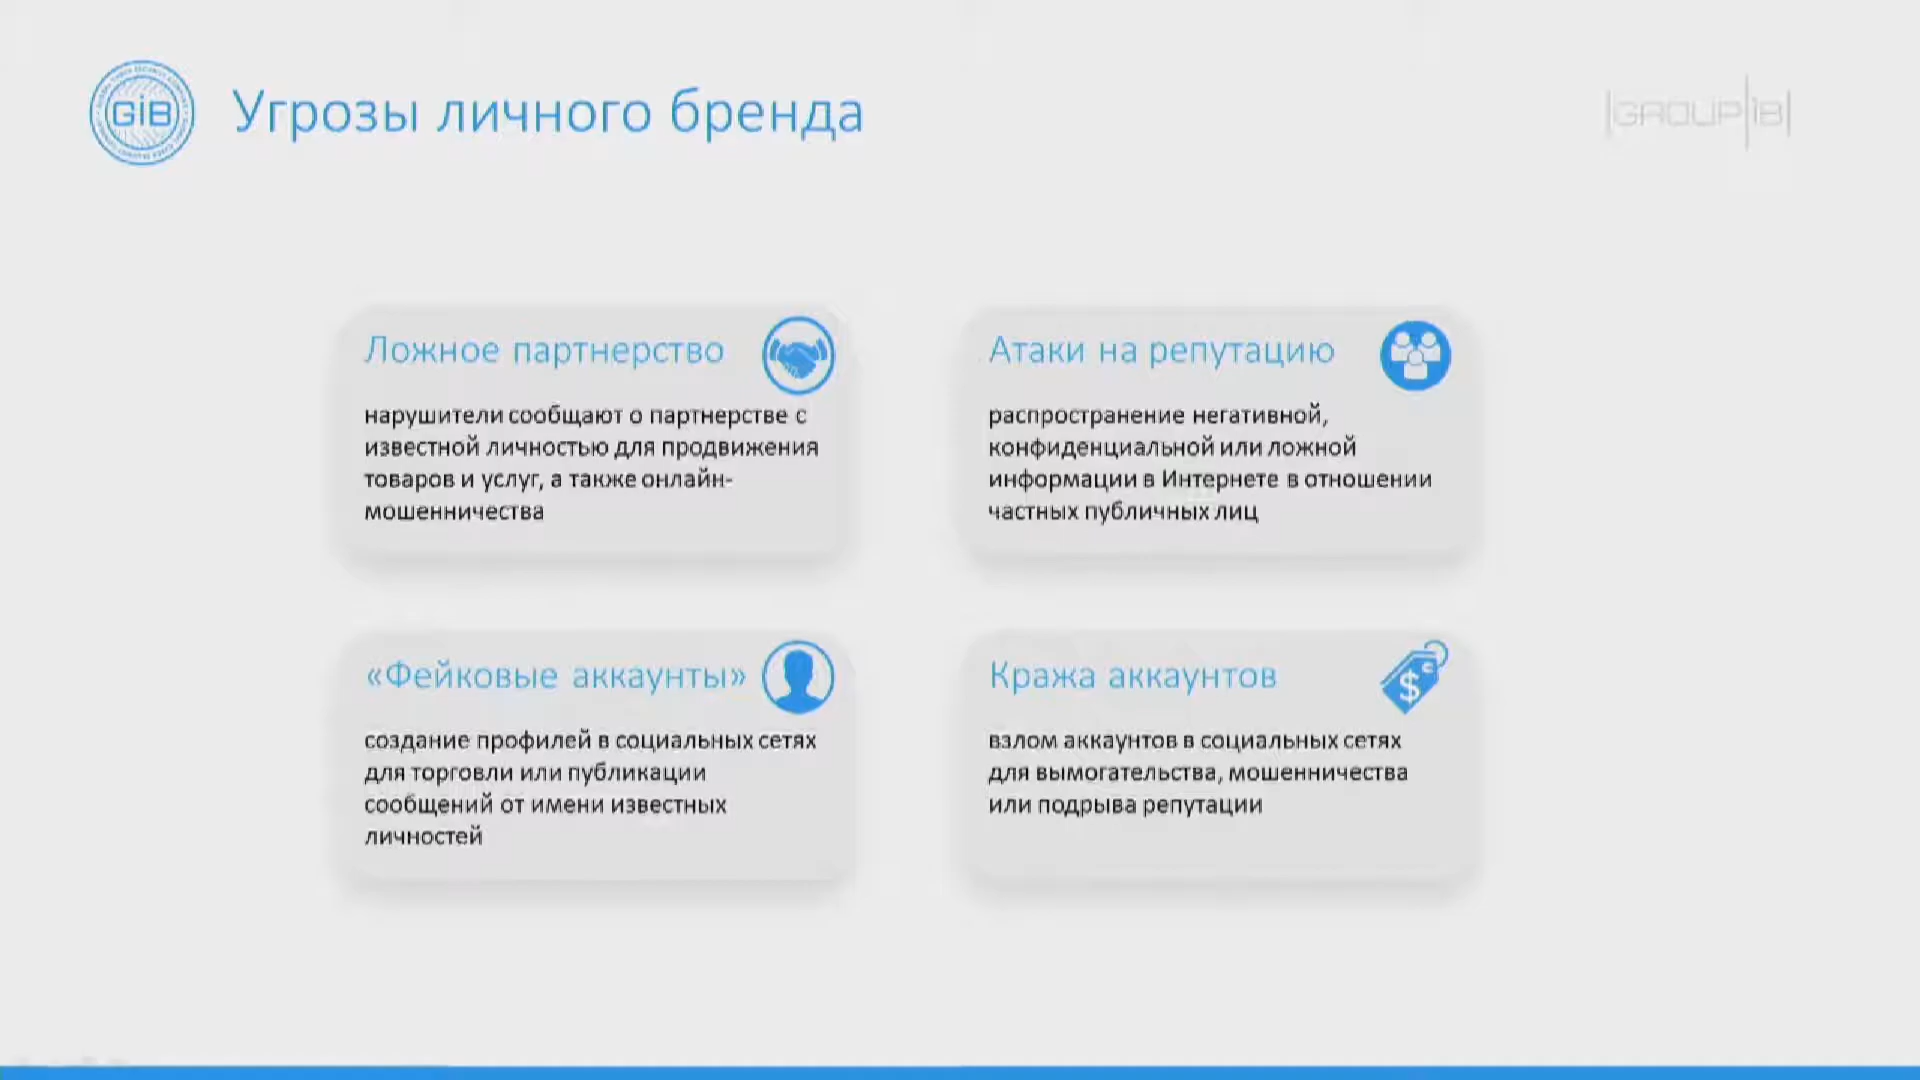 GiB
Угрозы личного бренда
GROUP|IB
Ложное партнерство
нарушители сообщают о партнерстве с
известной личностью для продвижения
товаров и услуг, а также онлайн-
мошенничества
Атаки на репутацию
распространение негативной,
конфиденциальной или ложной
информации в Интернете в отношении
частных публичных лиц
«Фейковые аккаунты»
создание профилей в социальных сетях
для торговли или публикации
сообщений от имени известных
личностей
Кража аккаунтов
$
взлом аккаунтов в социальных сетях
для вымогательства, мошенничества
или подрыва репутации